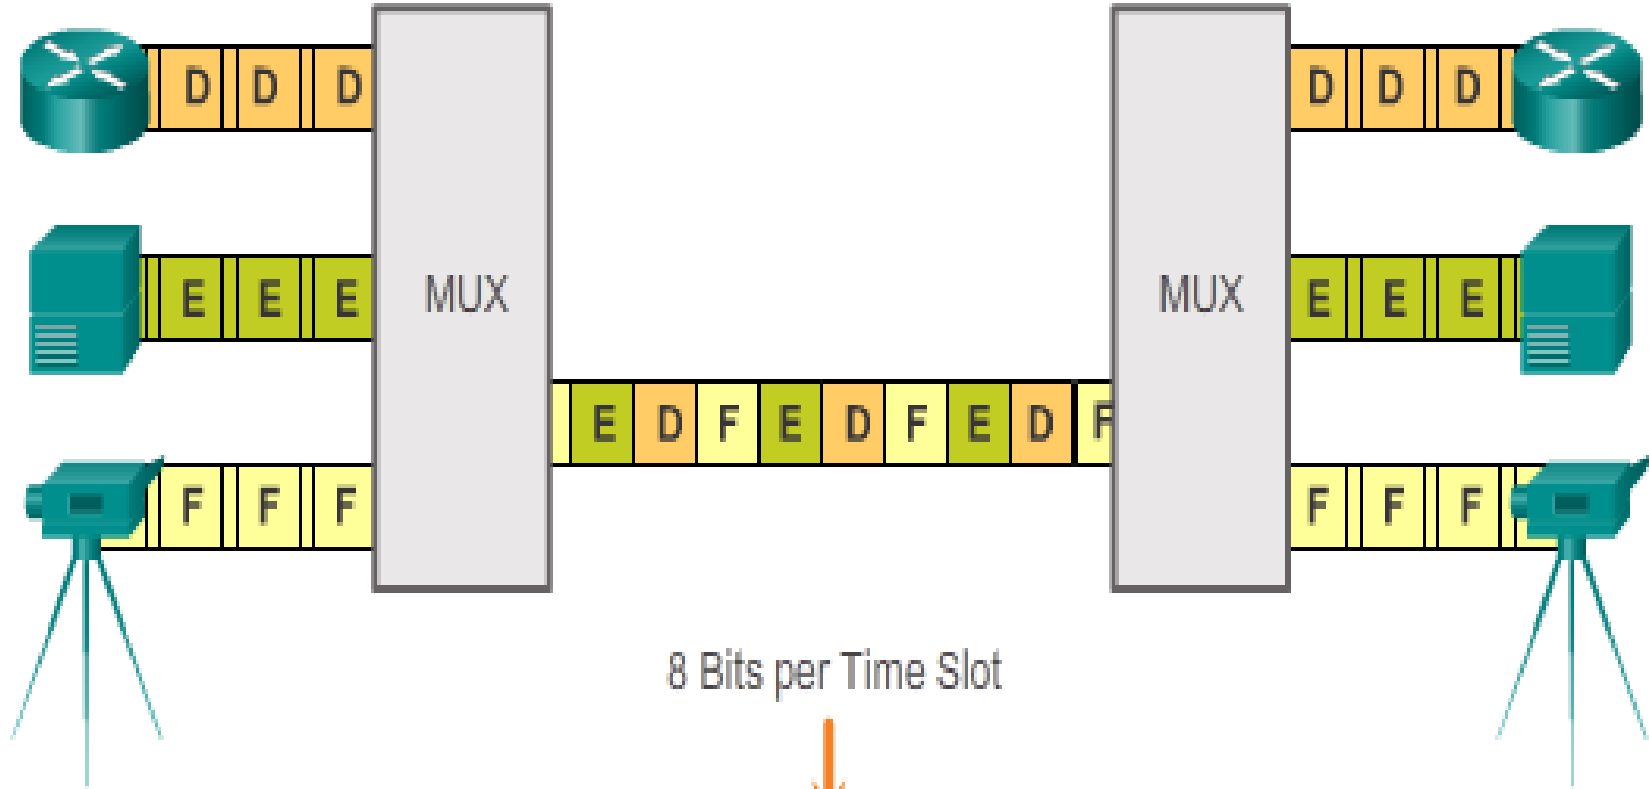 D D D D D D
MUX MUX
E E E E E E
E D F E D F E D F
F F F F F F
8 Bits per Time Slot